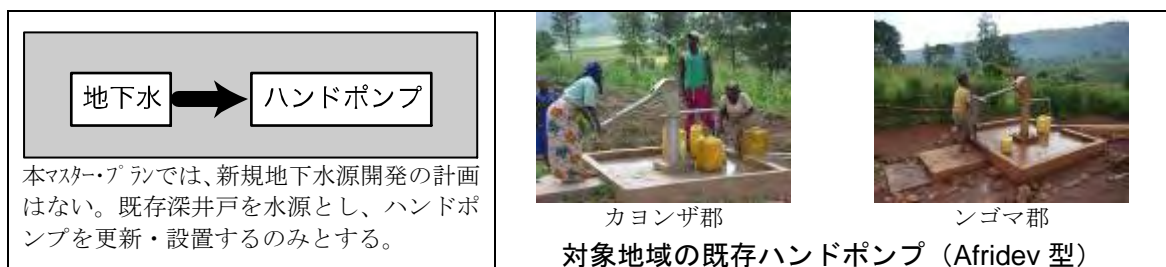 地下水
ハンドポンプ
本ﾏｽﾀｰ･ﾌﾟﾗﾝでは、新規地下水源開発の計画
はない。既存深井戸を水源とし、ハンドポ
ンプを更新・設置するのみとする。
カヨンザ郡
ンゴマ郡
対象地域の既存ハンドポンプ（Afridev 型）